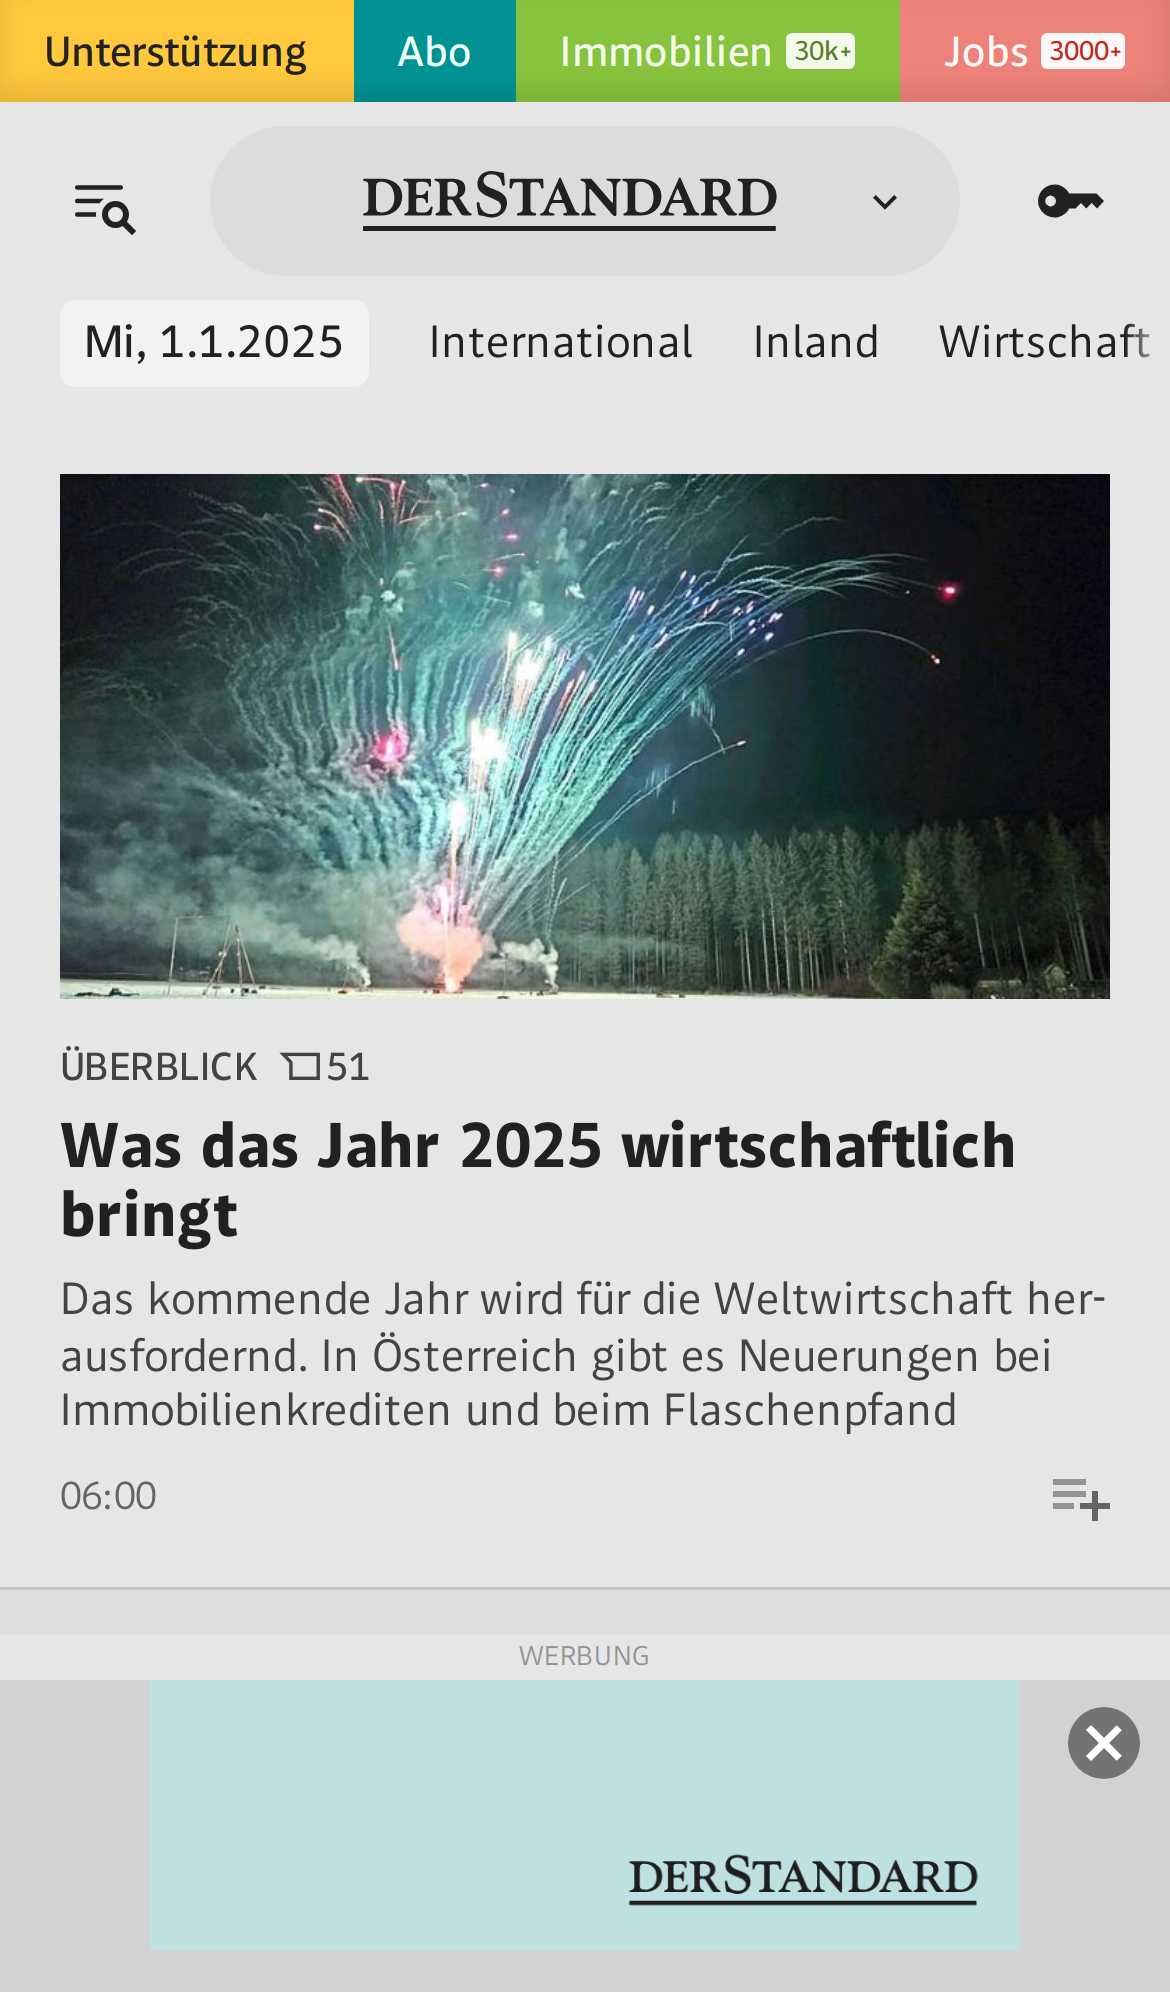 Unterstützung Abo Immobilien 30k+ Jobs 3000+
DERSTANDARD
Mi, 1.1.2025 International Inland Wirtschaft
ÜBERBLICK 51
Was das Jahr 2025 wirtschaftlich
bringt
Das kommende Jahr wird für die Weltwirtschaft her-
ausfordernd. In Österreich gibt es Neuerungen bei
Immobilienkrediten und beim Flaschenpfand
06:00
WERBUNG
DERSTANDARD